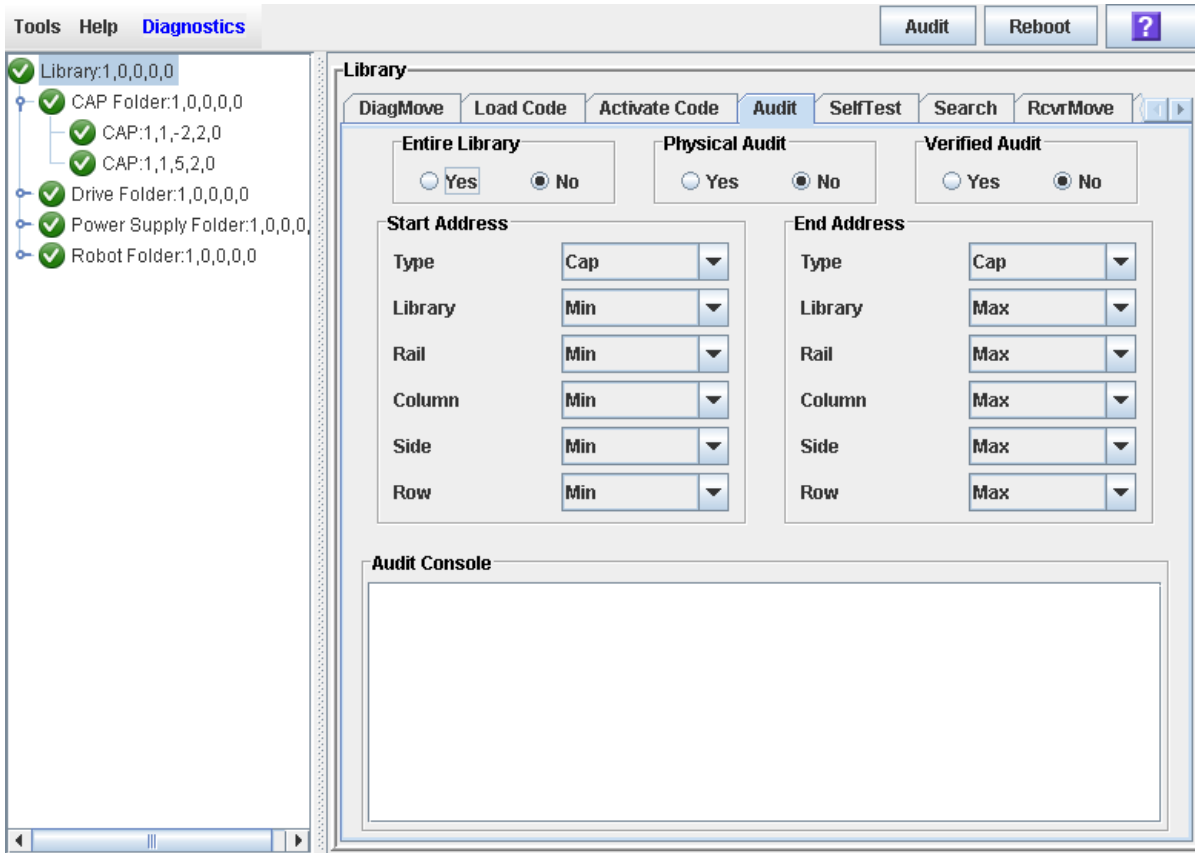 Tools Help Diagnostics Audit Reboot ?
Library:1,0,0,0,0
CAP Folder:1,0,0,0,0
CAP:1,1,-2,2,0
CAP:1,1,5,2,0
Drive Folder:1,0,0,0,0
Power Supply Folder:1,0,0,0,
Robot Folder:1,0,0,0,0
Library
DiagMove Load Code Activate Code Audit SelfTest Search RcvrMove
Entire Library Physical Audit Verified Audit
Yes No Yes No Yes No
Start Address End Address
Type Cap Type Cap
Library Min Library Max
Rail Min Rail Max
Column Min Column Max
Side Min Side Max
Row Min Row Max
Audit Console